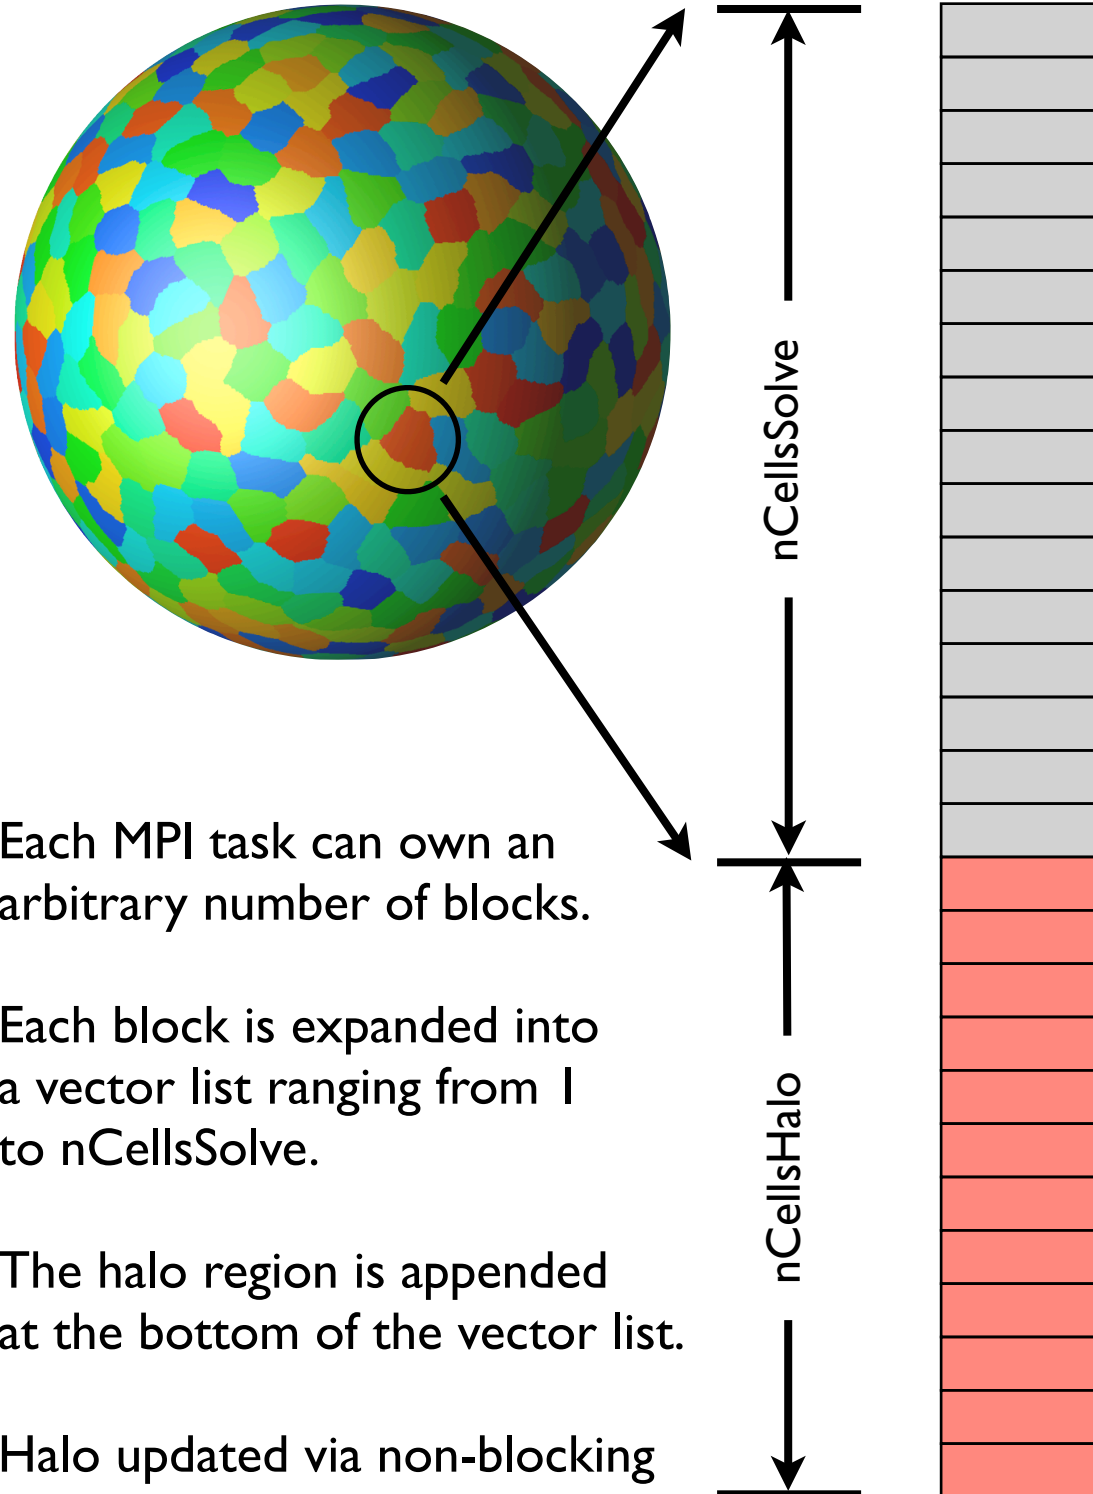 nCellsSolve
Each MPI task can own an
arbitrary number of blocks.
Each block is expanded into
a vector list ranging from 1
to nCellsSolve.
nCellsHalo
The halo region is appended
at the bottom of the vector list.
Halo updated via non-blocking